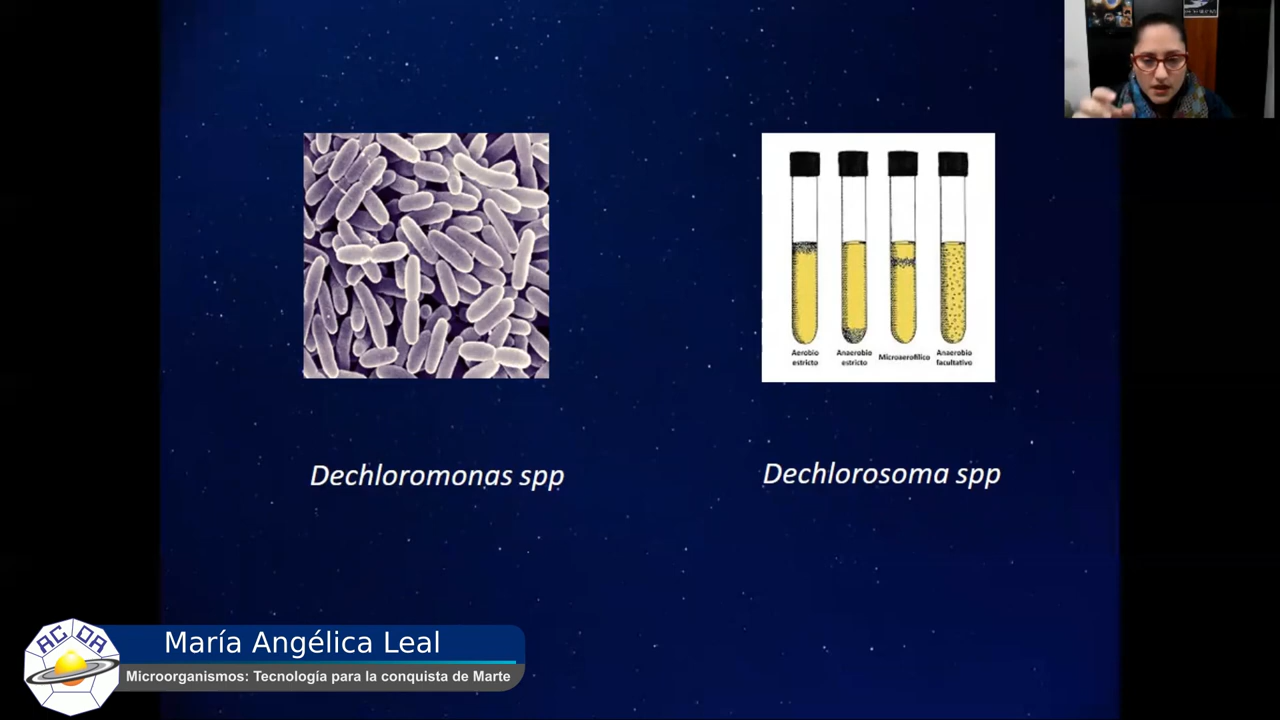 Aerobio
estricto
Anaerobio
estricto
Microaerofílico
Anaerobio
facultativo
Dechloromonas spp
Dechlorosoma spp
ACDA
María Angélica Leal
Microorganismos: Tecnología para la conquista de Marte